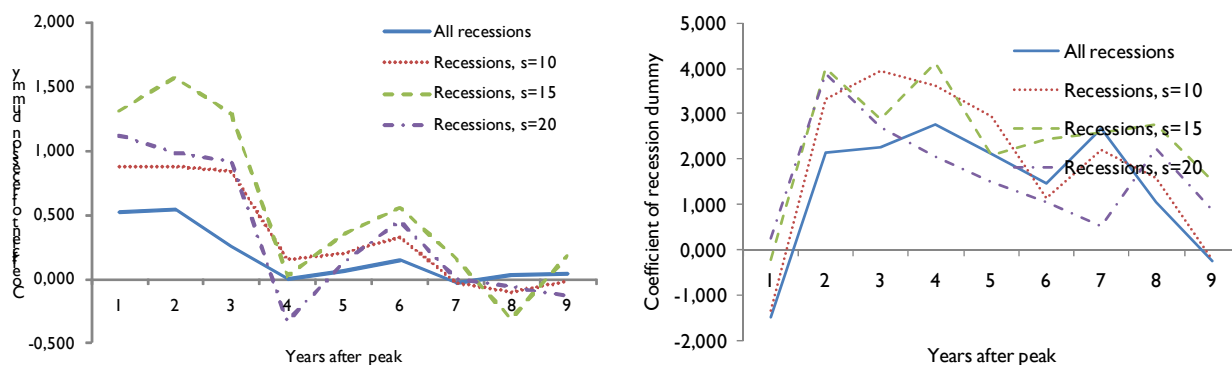 2,000
1,500
1,000
0,500
0,000
-0,500
1 2 3 4 5 6 7 8 9
Years after peak
All recessions
Recessions, s=10
Recessions, s=15
Recessions, s=20
Coefficient of recession dummy
5,000
4,000
3,000
2,000
1,000
0,000
-1,000
-2,000
1 2 3 4 5 6 7 8 9
Years after peak
All recessions
Recessions, s=10
Recessions, s=15
Recessions, s=20